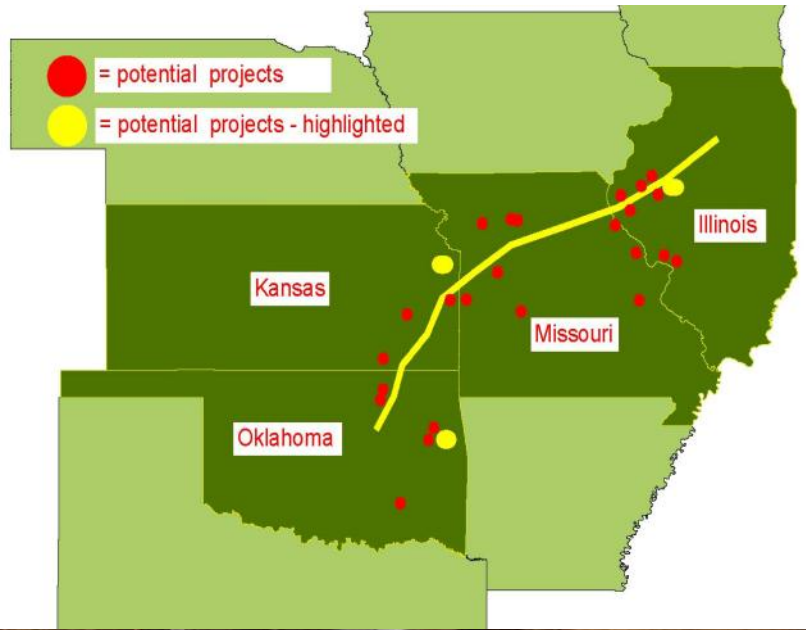 = potential projects
= potential projects - highlighted
Illinois
Kansas
Missouri
Oklahoma